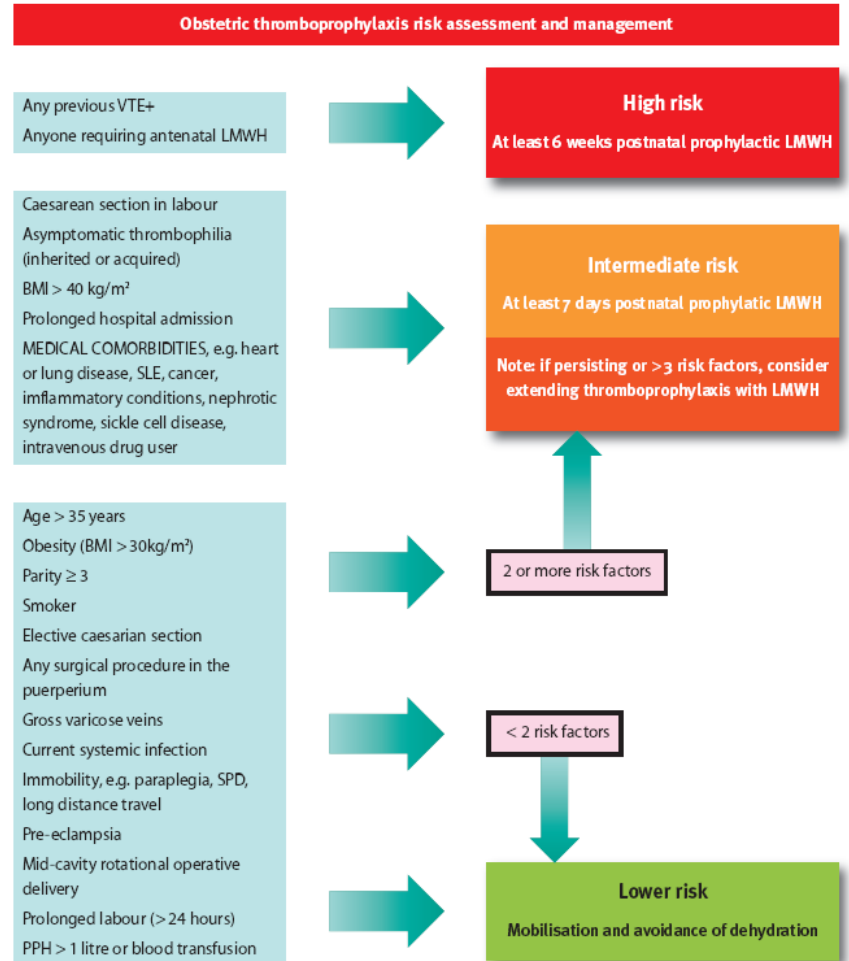 Obstetric thromboprophylaxis risk assessment and management
Any previous VTE+
Anyone requiring antenatal LMWH
High risk
At least 6 weeks postnatal prophylactic LMWH
Caesarean section in labour
Asymptomatic thrombophilia
(inherited or acquired)
BMI > 40 kg/m²
Prolonged hospital admission
MEDICAL COMORBIDITIES, e.g. heart
or lung disease, SLE, cancer,
imflammatory conditions, nephrotic
syndrome, sickle cell disease,
intravenous drug user
Intermediate risk
At least 7 days postnatal prophylatic LMWH
Note: if persisting or >3 risk factors, consider
extending thromboprophylaxis with LMWH
Age > 35 years
Obesity (BMI > 30kg/m²)
Parity ≥ 3
Smoker
Elective caesarian section
Any surgical procedure in the
puerperium
Gross varicose veins
Current systemic infection
Immobility, e.g. paraplegia, SPD,
long distance travel
Pre-eclampsia
Mid-cavity rotational operative
delivery
Prolonged labour (> 24 hours)
PPH > 1 litre or blood transfusion
2 or more risk factors
< 2 risk factors
Lower risk
Mobilisation and avoidance of dehydration